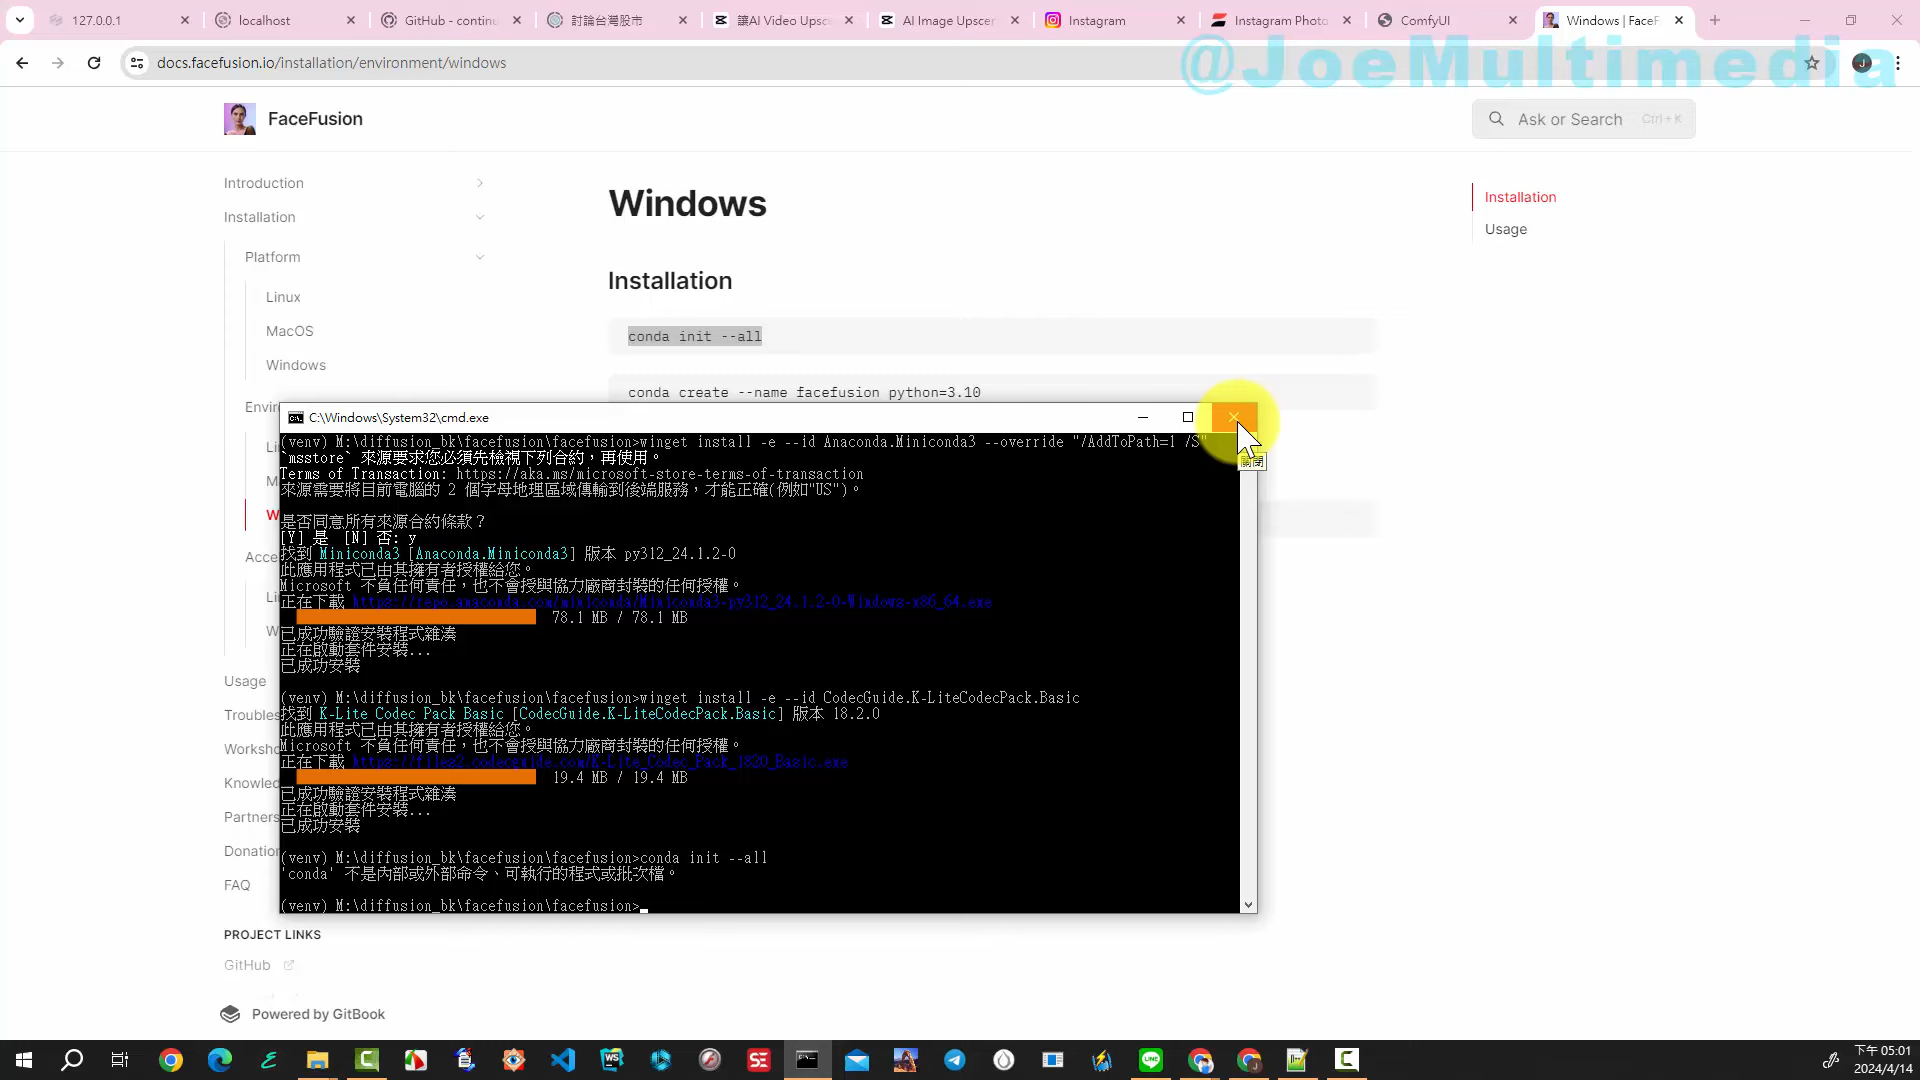 127.0.0.1
localhost
GitHub - continu
討論台灣股市
讓AI Video Upsc
AI Image Upscer
Instagram
Instagram Photo
ComfyUI
Windows | FaceF
docs.facefusion.io/installation/environment/windows
@JoeMultimedia
J
FaceFusion
Ask or Search Ctrl+K
Introduction
Installation
Platform
Linux
MacOS
Windows
Envir
Li
M
W
Acce
Li
W
Usage
Troubles
Worksho
Knowled
Partners
Donation
FAQ
PROJECT LINKS
GitHub
Powered by GitBook
Windows
Installation
conda init --all
conda create --name facefusion python=3.10
Installation
Usage
C:\Windows\System32\cmd.exe
(venv) M:\diffusion_bk\facefusion\facefusion>winget install -e --id Anaconda.Miniconda3 --override "/AddToPath=1 /S"
`msstore` 來源要求您必須先檢視下列合約，再使用。
Terms of Transaction: https://aka.ms/microsoft-store-terms-of-transaction
來源需要將目前電腦的 2 個字母地理區域傳輸到後端服務，才能正確(例如"US")。
是否同意所有來源合約條款？
[Y] 是  [N] 否: y
找到 Miniconda3 [Anaconda.Miniconda3] 版本 py312_24.1.2-0
此應用程式已由其擁有者授權給您。
Microsoft 不負任何責任，也不會授與協力廠商封裝的任何授權。
正在下載 https://repo.anaconda.com/miniconda/Miniconda3-py312_24.1.2-0-Windows-x86_64.exe
78.1 MB / 78.1 MB
已成功驗證安裝程式雜湊
正在啟動套件安裝...
已成功安裝
(venv) M:\diffusion_bk\facefusion\facefusion>winget install -e --id CodecGuide.K-LiteCodecPack.Basic
找到 K-Lite Codec Pack Basic [CodecGuide.K-LiteCodecPack.Basic] 版本 18.2.0
此應用程式已由其擁有者授權給您。
Microsoft 不負任何責任，也不會授與協力廠商封裝的任何授權。
正在下載 https://files2.codecguide.com/K-Lite_Codec_Pack_1820_Basic.exe
19.4 MB / 19.4 MB
已成功驗證安裝程式雜湊
正在啟動套件安裝...
已成功安裝
(venv) M:\diffusion_bk\facefusion\facefusion>conda init --all
'conda' 不是內部或外部命令、可執行的程式或批次檔。
(venv) M:\diffusion_bk\facefusion\facefusion>
關閉
下午 05:01
2024/4/14